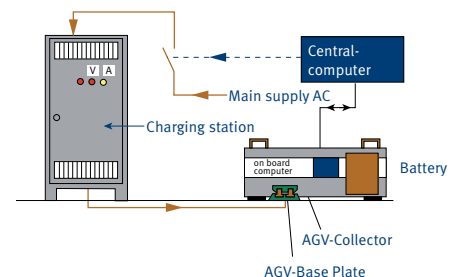 Central-
computer
V A
Main supply AC
Charging station
on board
computer
Battery
AGV-Collector
AGV-Base Plate